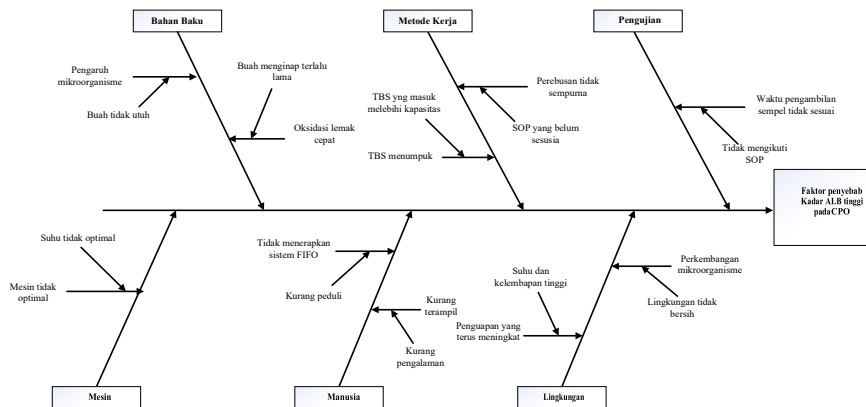 Bahan Baku
Metode Kerja
Pengujian
Pengaruh
mikroorganisme
Buah tidak utuh
Buah menginap terlalu
lama
Oksidasi lemak
cepat
TBS yng masuk
melebihi kapasitas
TBS menumpuk
Perebusan tidak
sempurna
SOP yang belum
sesusia
Waktu pengambilan
sempel tidak sesuai
Tidak mengikuti
SOP
Faktor penyebab
Kadar ALB tinggi
padaCPO
Suhu tidak optimal
Mesin tidak
optimal
Tidak menerapkan
sistem FIFO
Kurang peduli
Kurang
terampil
Kurang
pengalaman
Suhu dan
kelembapan tinggi
Penguapan yang
terus meningkat
Perkembangan
mikroorganisme
Lingkungan tidak
bersih
Mesin
Manusia
Lingkungan